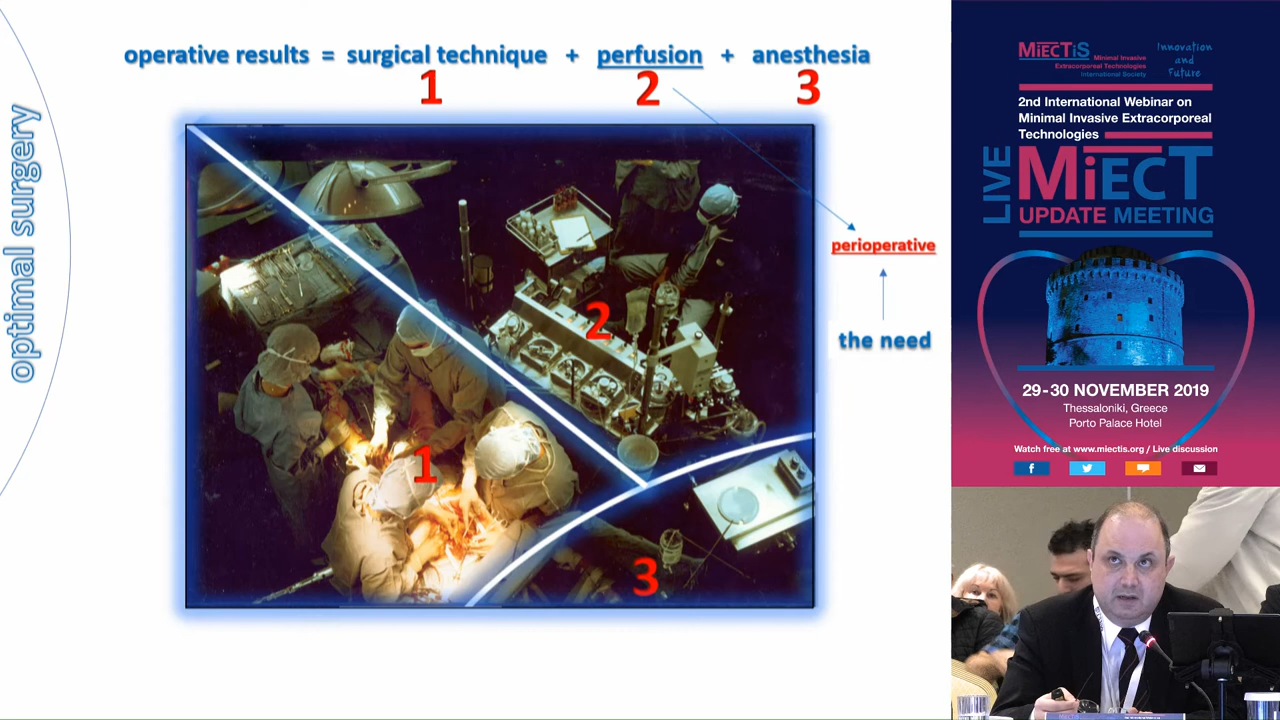 optimal surgery
operative results = surgical technique + perfusion + anesthesia
1 2 3
perioperative
the need
2
1
3
MiECTiS
Minimal Invasive
Extracorporeal Technologies
International Society
Innovation
and
Future
2nd International Webinar on
Minimal Invasive Extracorporeal
Technologies
LIVE
MiECT
UPDATE MEETING
29-30 NOVEMBER 2019
Thessaloniki, Greece
Porto Palace Hotel
Watch free at www.miectis.org / Live discussion